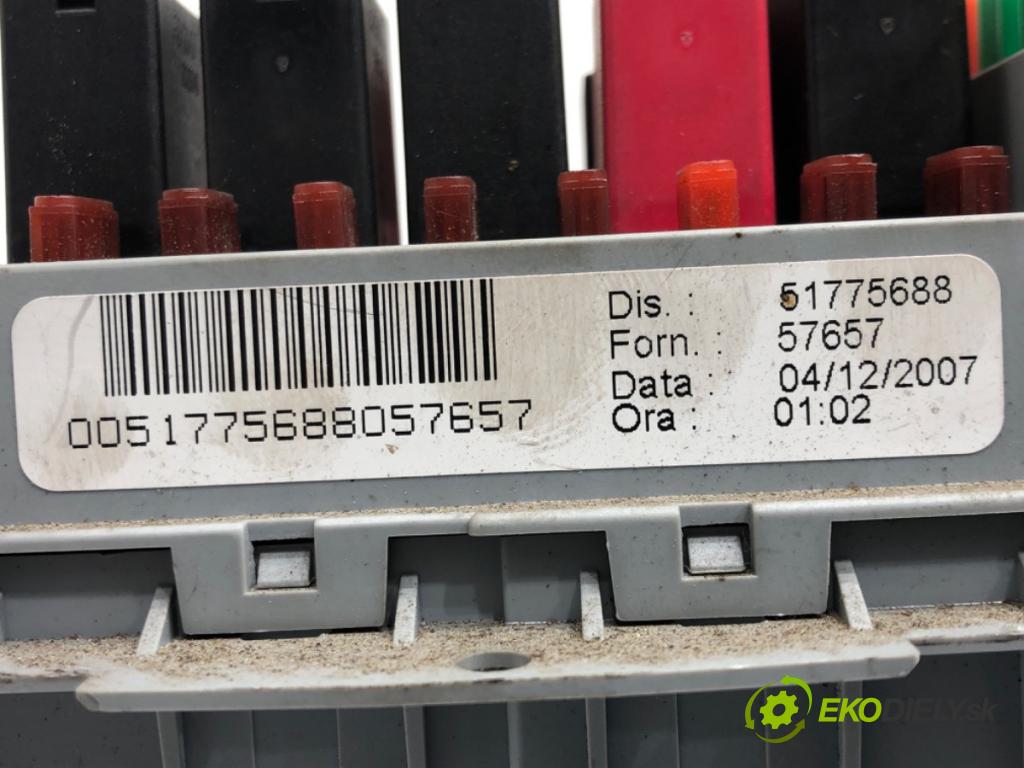 Dis. : 51775688
Forn. : 57657
Data : 04/12/2007
Ora : 01:02
0051775688057657
EKODIELY.sk